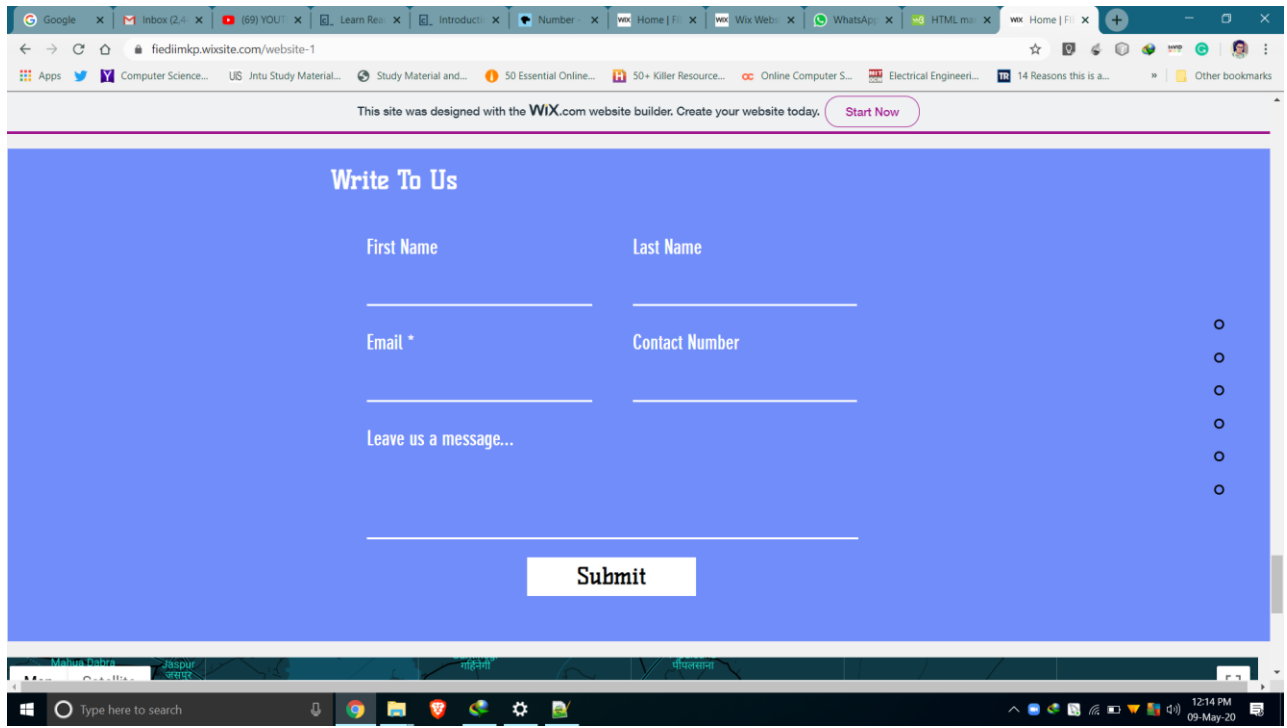 Google
Inbox (2,4
(69) YOUT
Learn Rea
Introducti
Number -
Home | FI
Wix Webs
WhatsApp
HTML ma
Home | FI
fiediimkp.wixsite.com/website-1
Apps
Computer Science...
Jntu Study Material...
Study Material and...
50 Essential Online...
50+ Killer Resource...
Online Computer S...
Electrical Engineeri...
14 Reasons this is a...
»
Other bookmarks
This site was designed with the WiX.com website builder. Create your website today. Start Now
Write To Us
First Name Last Name
Email * Contact Number
Leave us a message...
Submit
Mahua Dabra
Jaspur
जसपुर
पीपलसाना
Map Satellite
Type here to search
12:14 PM
09-May-20